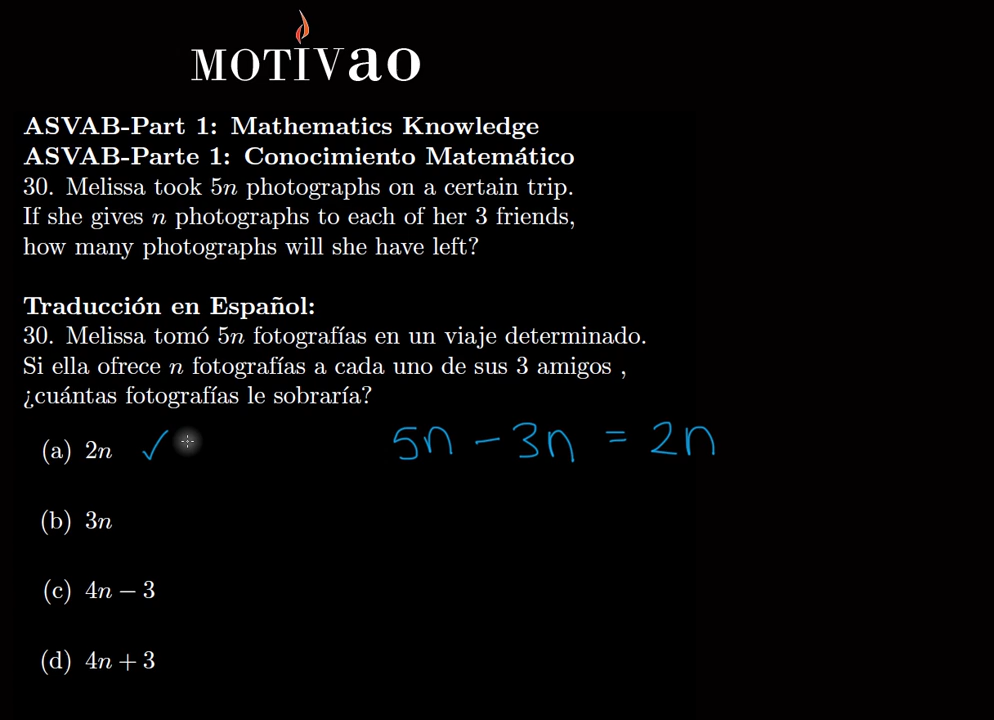 MOTIVao
ASVAB-Part 1: Mathematics Knowledge
ASVAB-Parte 1: Conocimiento Matemático
30. Melissa took 5n photographs on a certain trip.
If she gives n photographs to each of her 3 friends,
how many photographs will she have left?
Traducción en Español:
30. Melissa tomó 5n fotografías en un viaje determinado.
Si ella ofrece n fotografías a cada uno de sus 3 amigos ,
¿cuántas fotografías le sobraría?
(a) 2n ✓
5n - 3n = 2n
(b) 3n
(c) 4n − 3
(d) 4n + 3